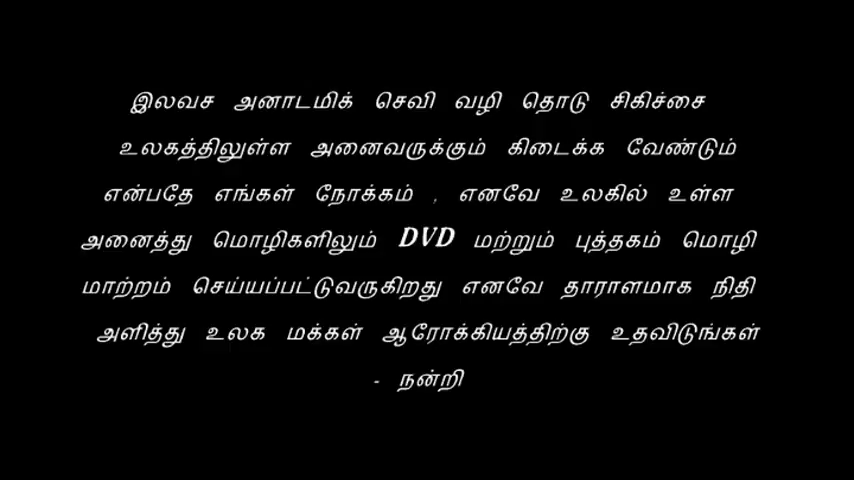 இலவச அனாடமிக் செவி வழி தொடு சிகிச்சை
உலகத்திலுள்ள அனைவருக்கும் கிடைக்க வேண்டும்
என்பதே எங்கள் நோக்கம் , எனவே உலகில் உள்ள
அனைத்து மொழிகளிலும் DVD மற்றும் புத்தகம் மொழி
மாற்றம் செய்யப்பட்டுவருகிறது எனவே தாராளமாக நிதி
அளித்து உலக மக்கள் ஆரோக்கியத்திற்கு உதவிடுங்கள்
- நன்றி